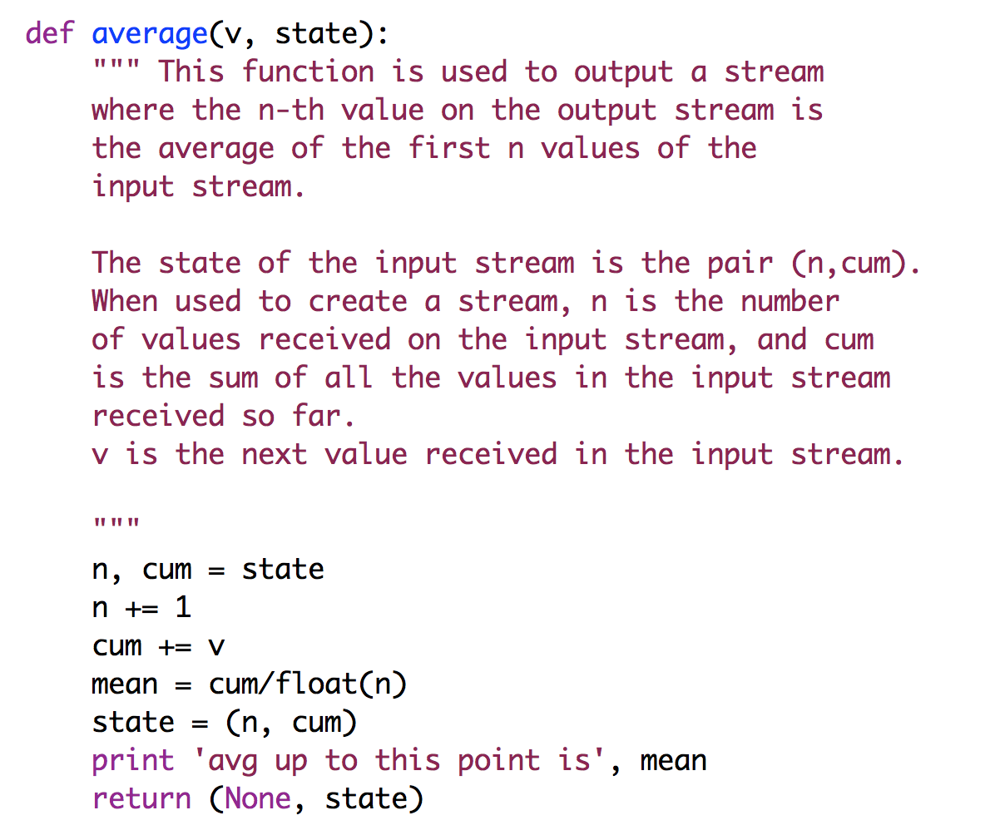 def average(v, state):
    """ This function is used to output a stream
    where the n-th value on the output stream is
    the average of the first n values of the
    input stream.

    The state of the input stream is the pair (n,cum).
    When used to create a stream, n is the number
    of values received on the input stream, and cum
    is the sum of all the values in the input stream
    received so far.
    v is the next value received in the input stream.

    """
    n, cum = state
    n += 1
    cum += v
    mean = cum/float(n)
    state = (n, cum)
    print 'avg up to this point is', mean
    return (None, state)